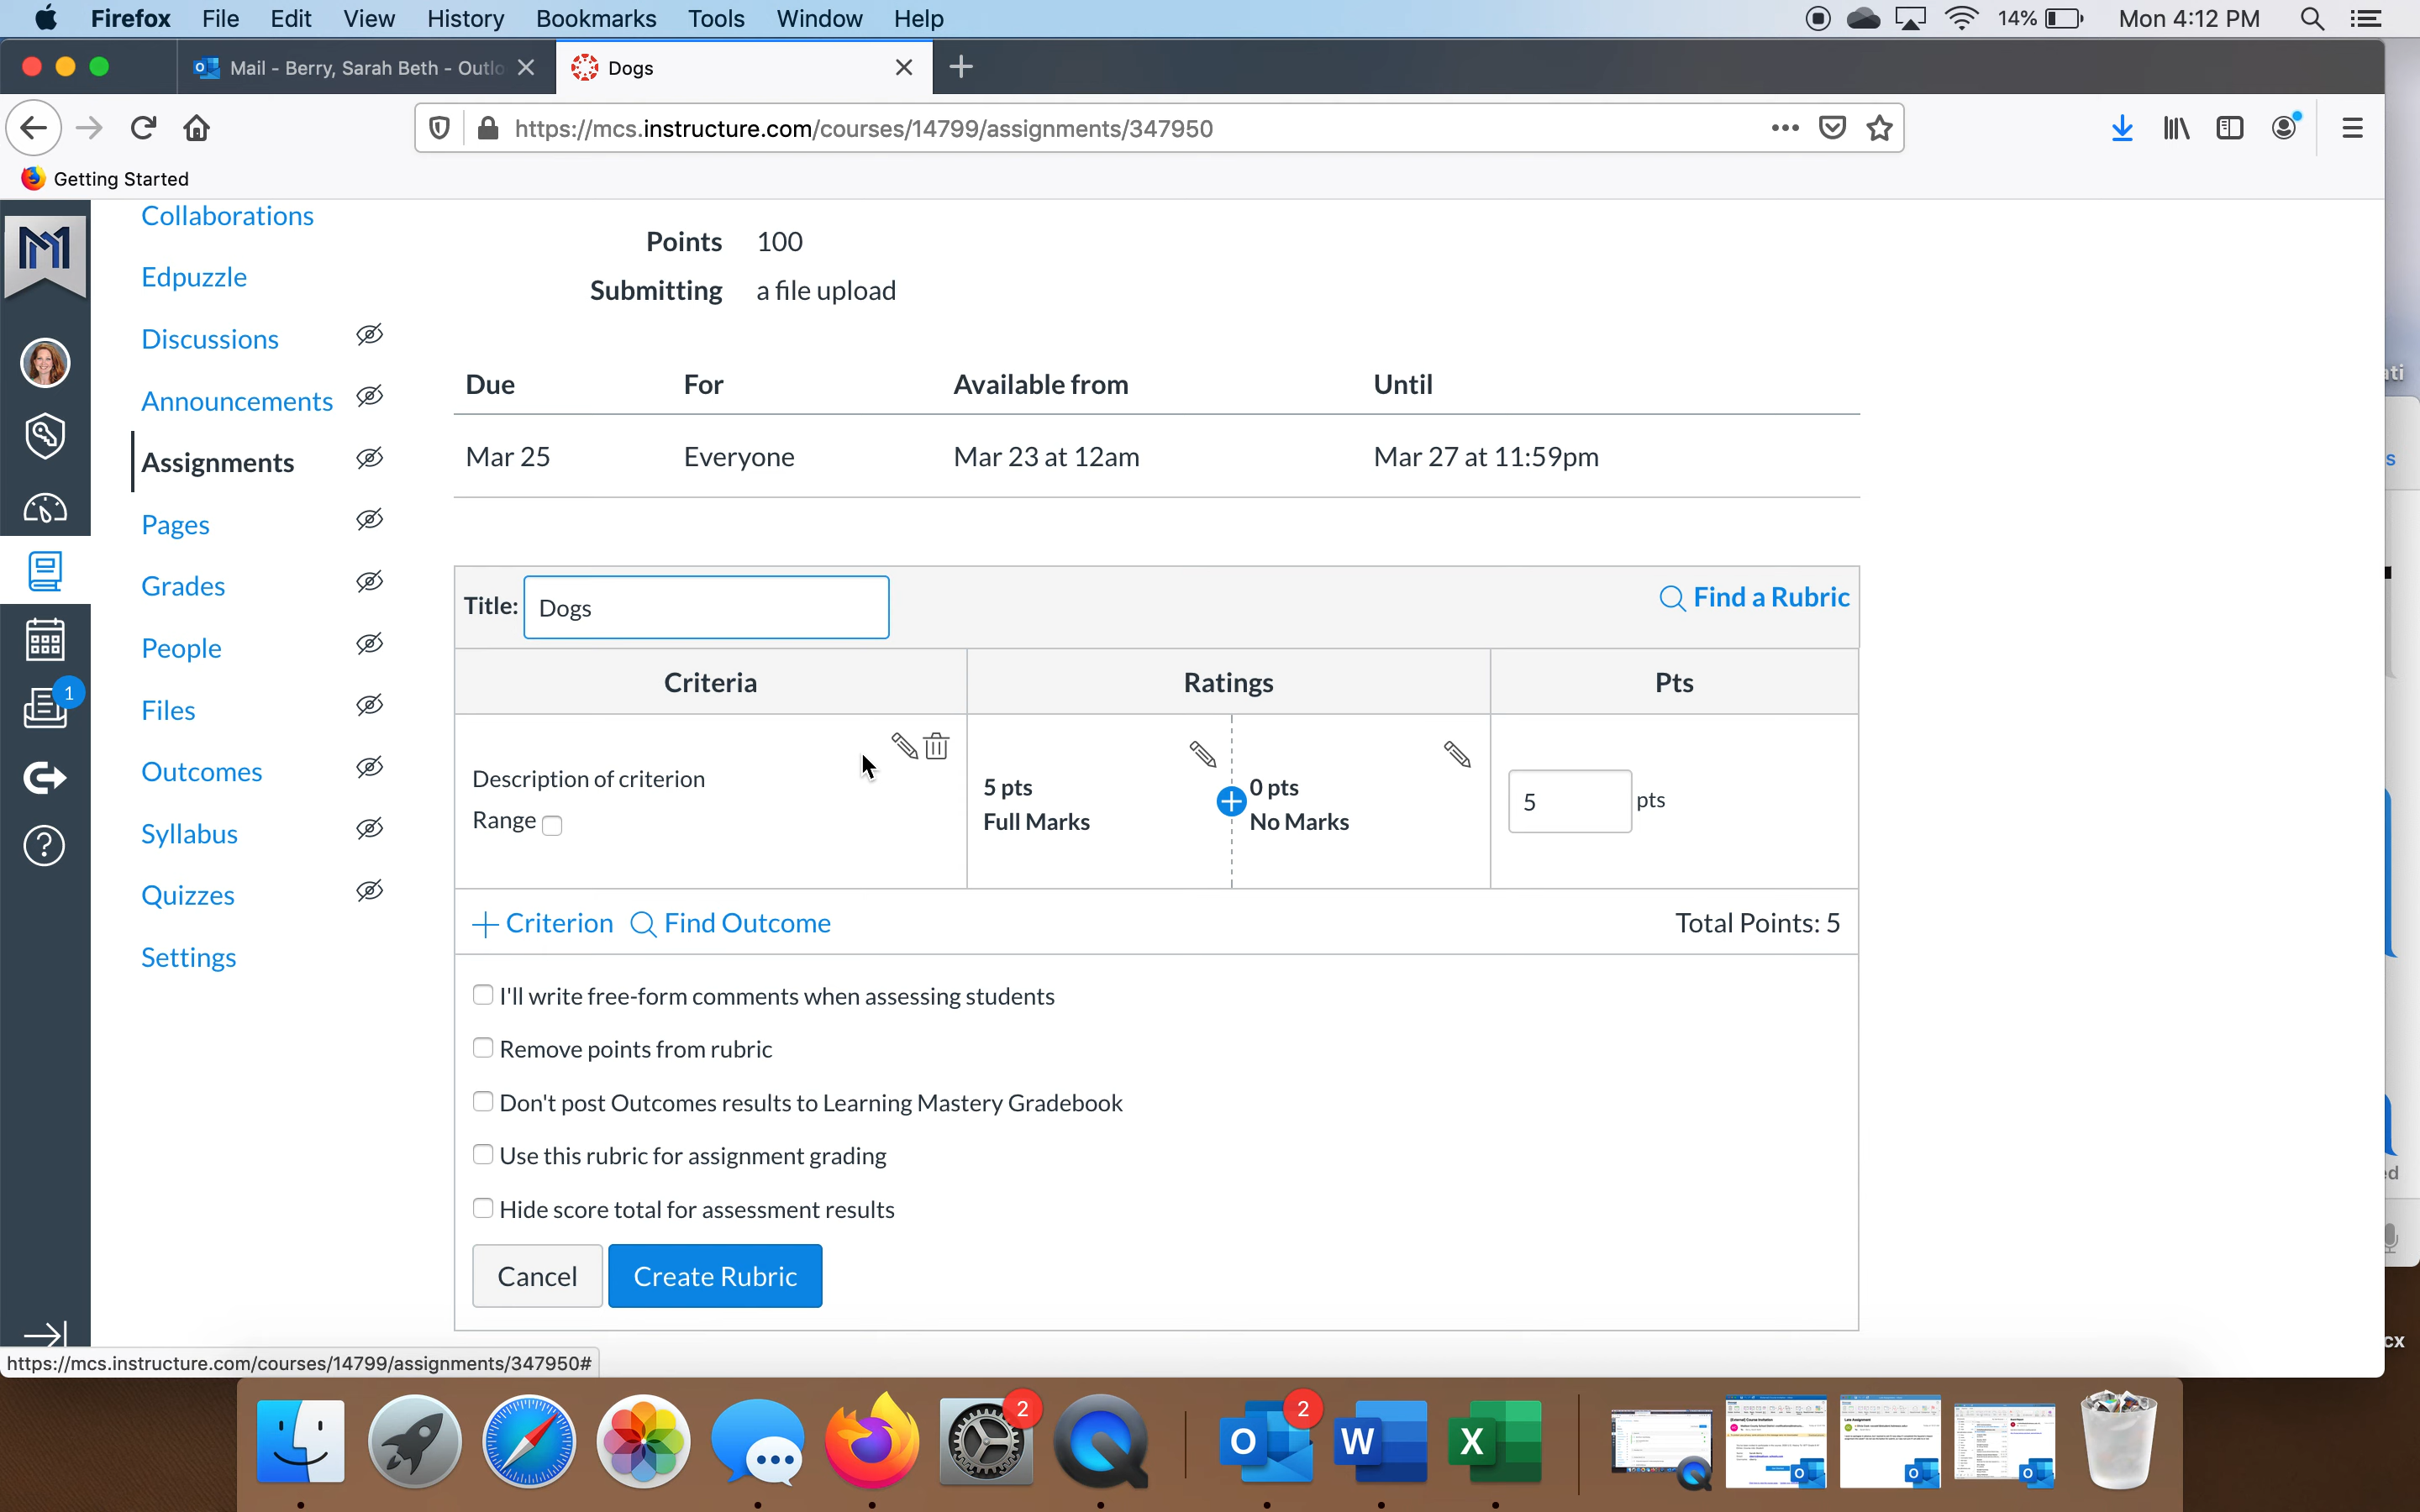 Firefox File Edit View History Bookmarks Tools Window Help 14% Mon 4:12 PM
Mail - Berry, Sarah Beth - Outlo Dogs
https://mcs.instructure.com/courses/14799/assignments/347950
Getting Started
Collaborations
Points 100
Edpuzzle
Submitting a file upload
Discussions
Due For Available from Until
Announcements
Assignments
Mar 25 Everyone Mar 23 at 12am Mar 27 at 11:59pm
Pages
Grades
Title: Dogs Find a Rubric
People
Criteria Ratings Pts
1
Files
Outcomes
Description of criterion
5 pts 0 pts
5 pts
Range
Full Marks No Marks
Syllabus
Quizzes
Criterion Find Outcome Total Points: 5
Settings
I'll write free-form comments when assessing students
Remove points from rubric
Don't post Outcomes results to Learning Mastery Gradebook
Use this rubric for assignment grading
Hide score total for assessment results
Cancel Create Rubric
https://mcs.instructure.com/courses/14799/assignments/347950#
2 2
O W X